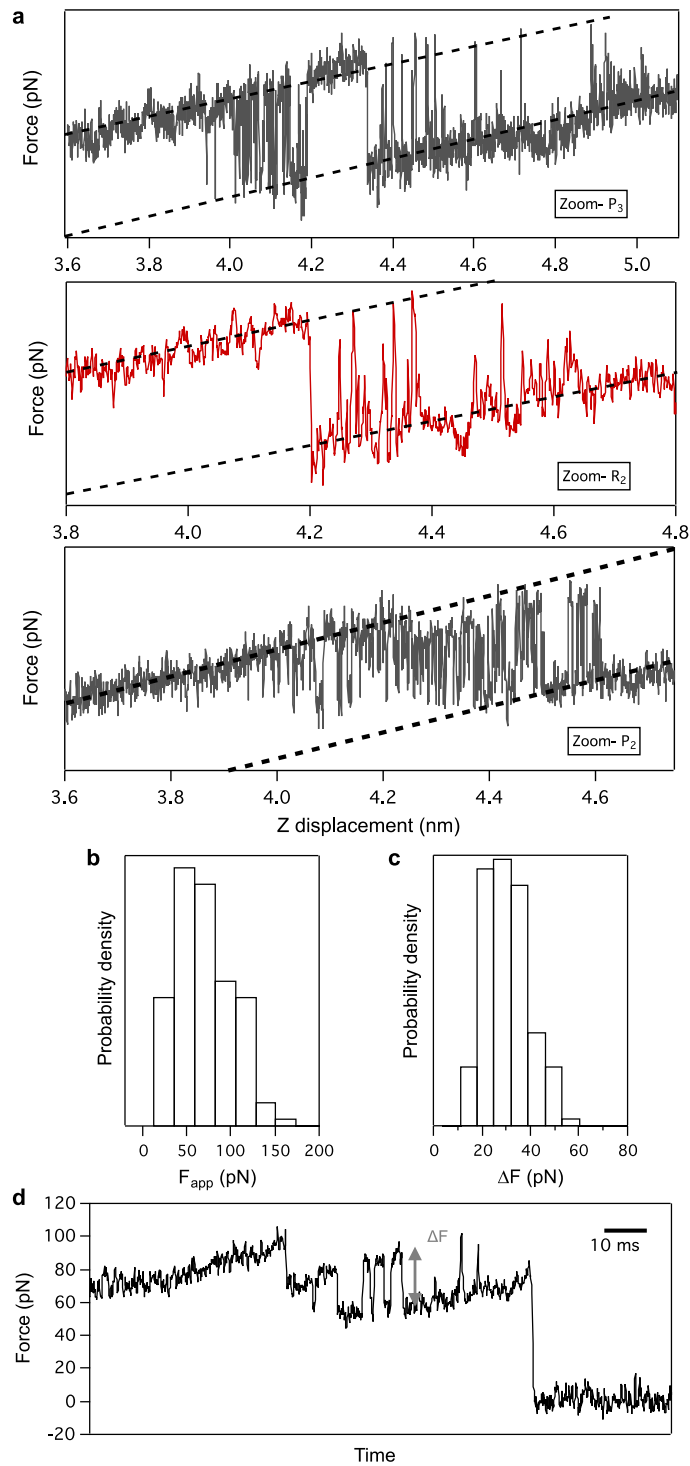 a
Force (pN)
Zoom- P₃
3.6 3.8 4.0 4.2 4.4 4.6 4.8 5.0
Force (pN)
Zoom- R₂
3.8 4.0 4.2 4.4 4.6 4.8
Force (pN)
Zoom- P₂
3.6 3.8 4.0 4.2 4.4 4.6
Z displacement (nm)
b
Probability density
0 50 100 150 200
F_app (pN)
c
Probability density
0 20 40 60 80
ΔF (pN)
d
120
100
80
60
40
20
0
-20
Force (pN)
ΔF
10 ms
Time